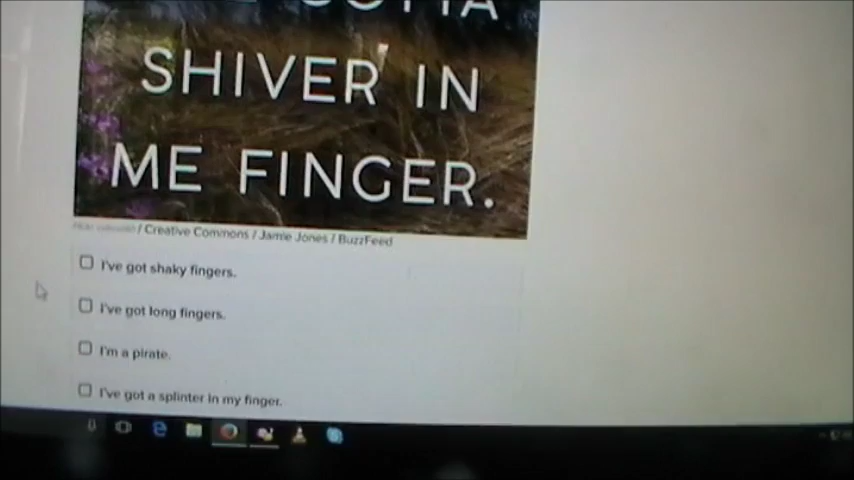 SHIVER IN
ME FINGER.
/ Creative Commons / Jamie Jones / BuzzFeed
I've got shaky fingers.
I've got long fingers.
I'm a pirate.
I've got a splinter in my finger.